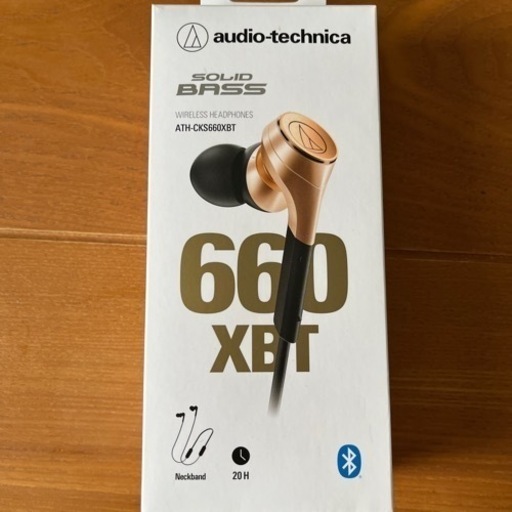 audio-technica
SOLID
BASS
WIRELESS HEADPHONES
ATH-CKS660XBT
660
XBT
Neckband
20 H